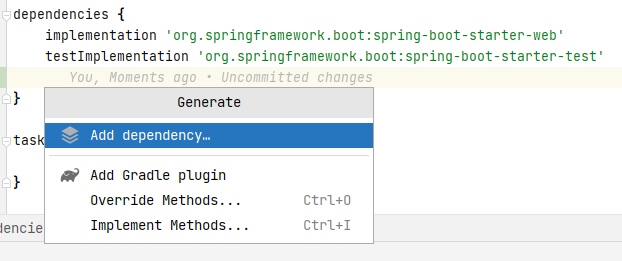 dependencies {
implementation 'org.springframework.boot:spring-boot-starter-web'
testImplementation 'org.springframework.boot:spring-boot-starter-test'
You, Moments ago • Uncommitted changes
}
Generate
Add dependency…
task
Add Gradle plugin
Override Methods... Ctrl+O
}
Implement Methods... Ctrl+I
dencie